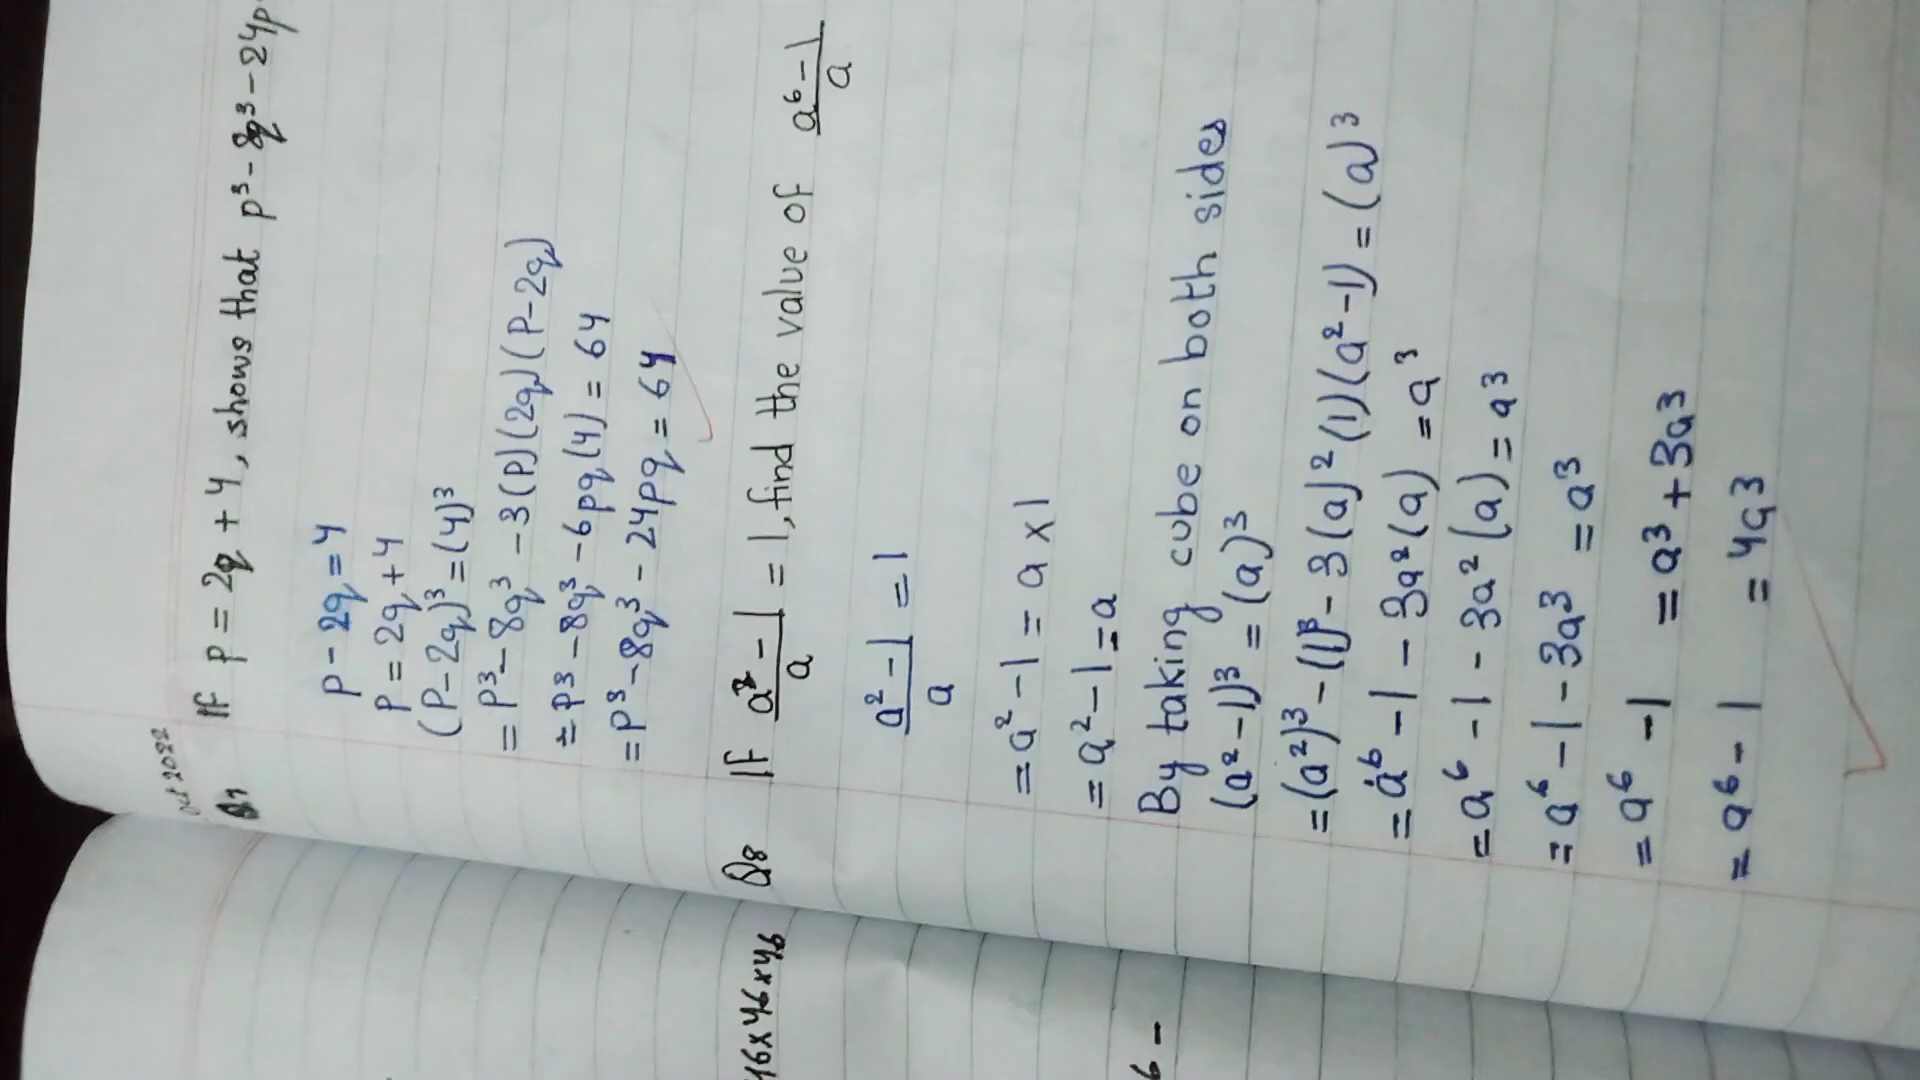 Oct 2022
Q7 If P = 2q + 4, shows that p³ - 8q³ - 24p
P - 2q = 4
P = 2q + 4
(P - 2q)³ = (4)³
= P³ - 8q³ - 3(P)(2q)(P - 2q)
= P³ - 8q³ - 6pq(4) = 64
= P³ - 8q³ - 24pq = 64
Q8 If a² - 1 / a = 1, find the value of a⁶ - 1 / a
a² - 1 / a = 1
= a² - 1 = a x 1
= a² - 1 = a
By taking cube on both sides
(a² - 1)³ = (a)³
= (a²)³ - (1)³ - 3(a)²(1)(a² - 1) = (a)³
= a⁶ - 1 - 3a²(a) = a³
= a⁶ - 1 - 3a²(a) = a³
= a⁶ - 1 - 3a³ = a³
= a⁶ - 1 = a³ + 3a³
= a⁶ - 1 = 4a³
46x46x46
6 -